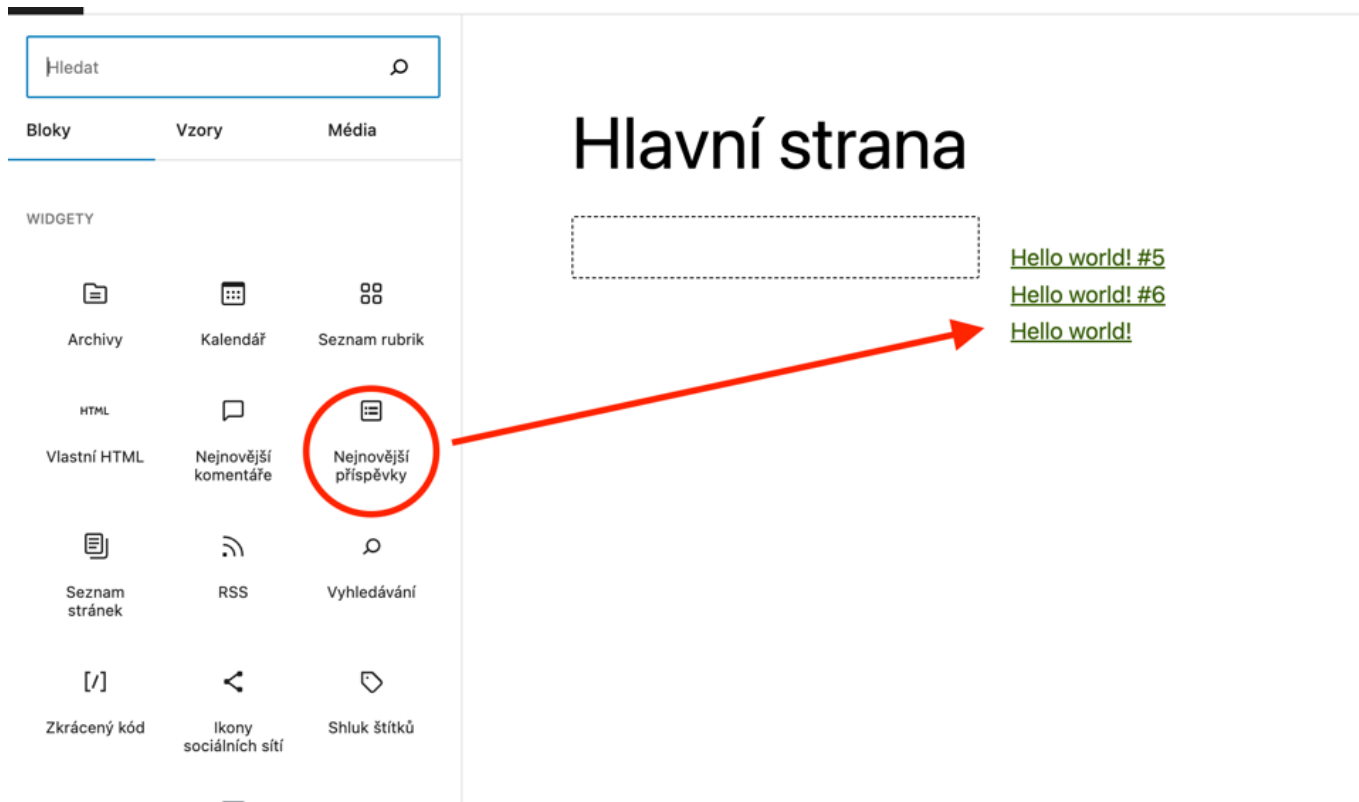 Hledat
Bloky
Vzory
Média
WIDGETY
Archivy
Kalendář
Seznam rubrik
HTML
Vlastní HTML
Nejnovější
komentáře
Nejnovější
příspěvky
Seznam
stránek
RSS
Vyhledávání
[/]
Zkrácený kód
Ikony
sociálních sítí
Shluk štítků
Hlavní strana
Hello world! #5
Hello world! #6
Hello world!